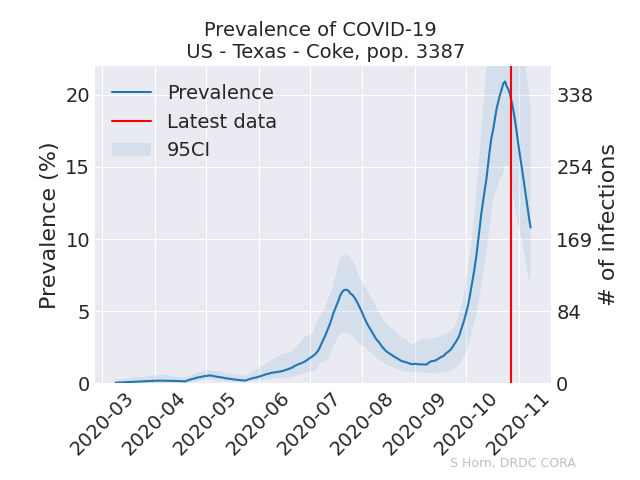 Prevalence of COVID-19
US - Texas - Coke, pop. 3387
Prevalence
Latest data
95CI
Prevalence (%)
20
15
10
5
0
338
254
169
84
0
# of infections
2020-03
2020-04
2020-05
2020-06
2020-07
2020-08
2020-09
2020-10
2020-11
S Horn, DRDC CORA